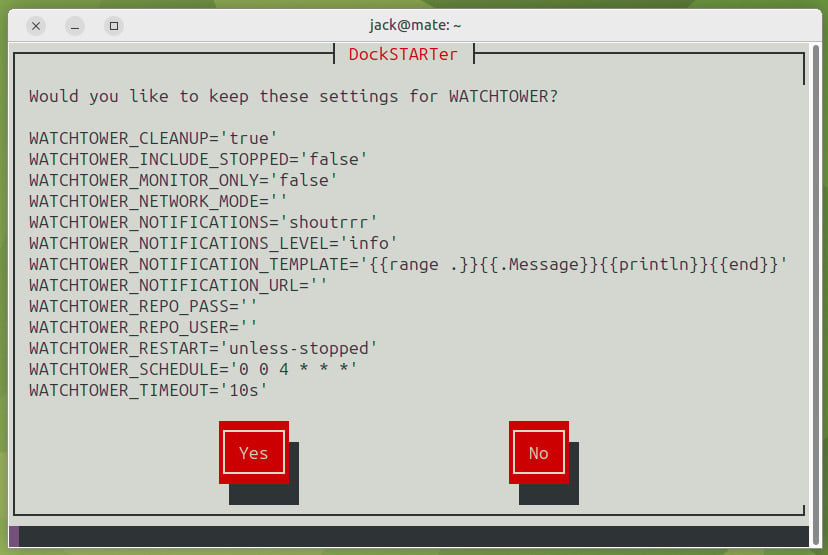 jack@mate: ~
DockSTARTer
Would you like to keep these settings for WATCHTOWER?
WATCHTOWER_CLEANUP='true'
WATCHTOWER_INCLUDE_STOPPED='false'
WATCHTOWER_MONITOR_ONLY='false'
WATCHTOWER_NETWORK_MODE=''
WATCHTOWER_NOTIFICATIONS='shoutrrr'
WATCHTOWER_NOTIFICATIONS_LEVEL='info'
WATCHTOWER_NOTIFICATION_TEMPLATE='{{range .}}{{.Message}}{{println}}{{end}}'
WATCHTOWER_NOTIFICATION_URL=''
WATCHTOWER_REPO_PASS=''
WATCHTOWER_REPO_USER=''
WATCHTOWER_RESTART='unless-stopped'
WATCHTOWER_SCHEDULE='0 0 4 * * *'
WATCHTOWER_TIMEOUT='10s'
Yes No